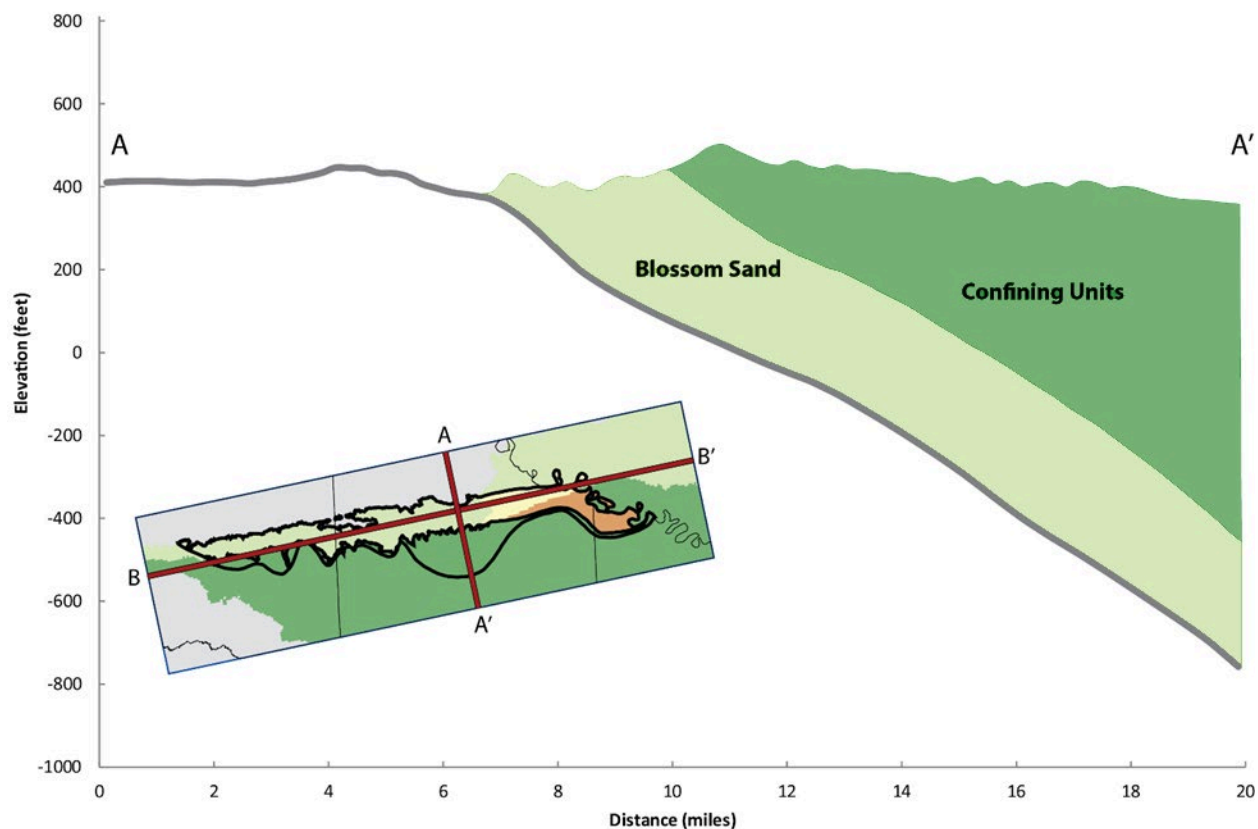 800
600
A
A'
400
200
Blossom Sand
Confining Units
0
Elevation (feet)
-200
A
B'
-400
B
-600
A'
-800
-1000
0 2 4 6 8 10 12 14 16 18 20
Distance (miles)